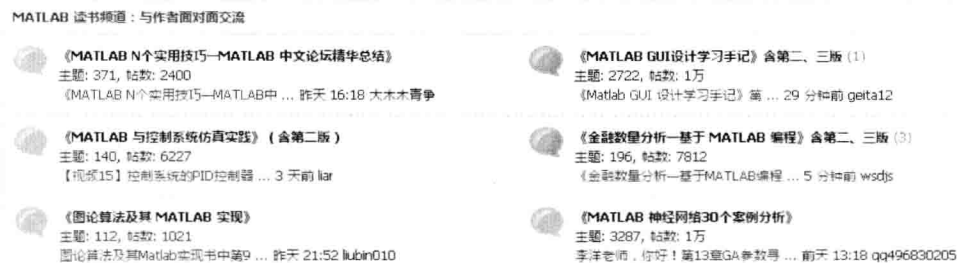 MATLAB 读书频道：与作者面对面交流
《MATLAB N个实用技巧—MATLAB 中文论坛精华总结》
主题: 371, 帖数: 2400
《MATLAB N个实用技巧—MATLAB中 ... 昨天 16:18 大木木青争
《MATLAB GUI设计学习手记》含第二、三版 (1)
主题: 2722, 帖数: 1万
《Matlab GUI 设计学习手记》第 ... 29 分钟前 geita12
《MATLAB 与控制系统仿真实践》(含第二版)
主题: 140, 帖数: 6227
【视频15】控制系统的PID控制器 ... 3 天前 liar
《金融数量分析—基于 MATLAB 编程》含第二、三版 (3)
主题: 196, 帖数: 7812
《金融数量分析—基于MATLAB编程 ... 5 分钟前 wsdjs
《图论算法及其 MATLAB 实现》
主题: 112, 帖数: 1021
图论算法及其Matlab实现书中第9 ... 昨天 21:52 liubin010
《MATLAB 神经网络30个案例分析》
主题: 3287, 帖数: 1万
李洋老师，你好！第13章GA参数寻 ... 前天 13:18 qq496830205